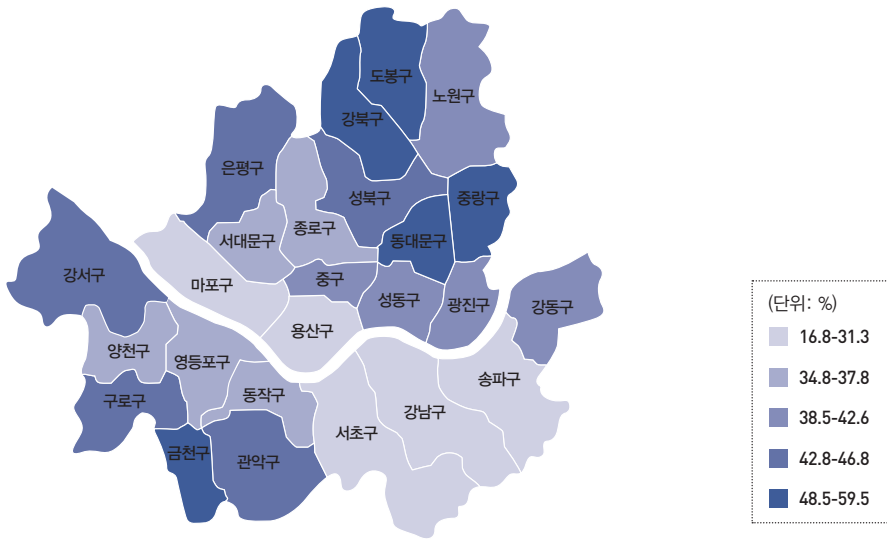 도봉구
노원구
강북구
은평구
성북구
중랑구
서대문구
종로구
동대문구
강서구
마포구
중구
성동구
광진구
강동구
용산구
양천구
영등포구
송파구
구로구
동작구
강남구
서초구
금천구
관악구
(단위: %)
16.8-31.3
34.8-37.8
38.5-42.6
42.8-46.8
48.5-59.5